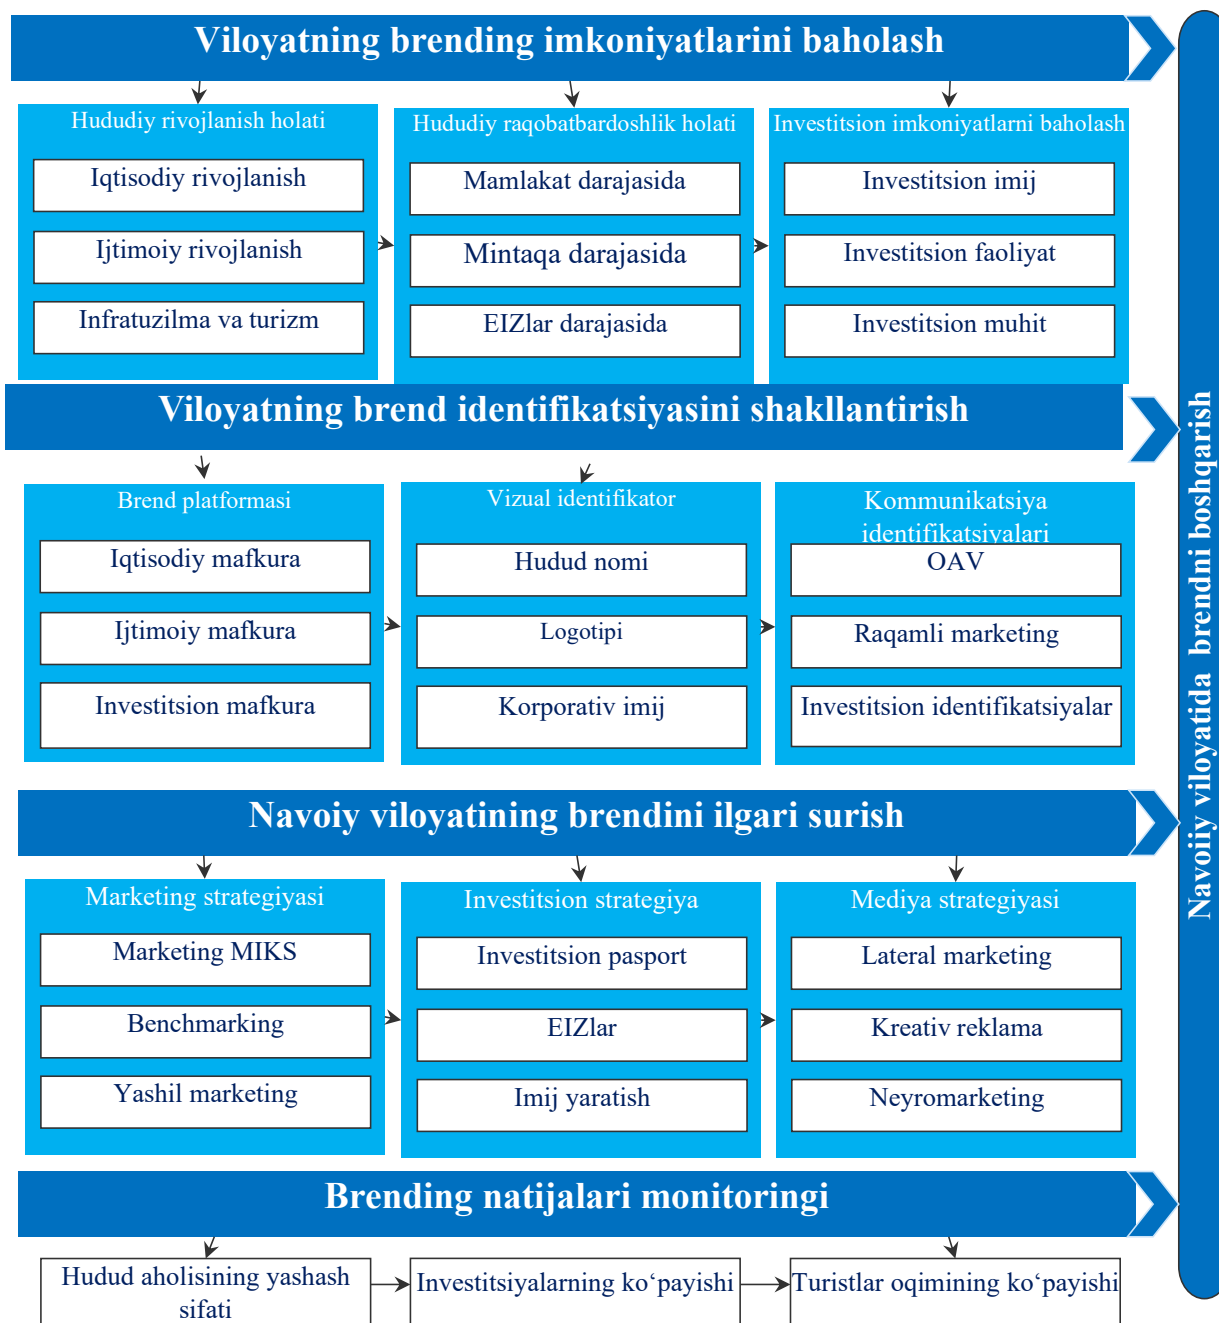 Viloyatning brending imkoniyatlarini baholash
Hududiy rivojlanish holati
Iqtisodiy rivojlanish
Ijtimoiy rivojlanish
Infratuzilma va turizm
Hududiy raqobatbardoshlik holati
Mamlakat darajasida
Mintaqa darajasida
EIZlar darajasida
Investitsion imkoniyatlarni baholash
Investitsion imij
Investitsion faoliyat
Investitsion muhit
Viloyatning brend identifikatsiyasini shakllantirish
Brend platformasi
Iqtisodiy mafkura
Ijtimoiy mafkura
Investitsion mafkura
Vizual identifikator
Hudud nomi
Logotipi
Korporativ imij
Kommunikatsiya
identifikatsiyalari
OAV
Raqamli marketing
Investitsion identifikatsiyalar
Navoiy viloyatining brendini ilgari surish
Marketing strategiyasi
Marketing MIKS
Benchmarking
Yashil marketing
Investitsion strategiya
Investitsion pasport
EIZlar
Imij yaratish
Mediya strategiyasi
Lateral marketing
Kreativ reklama
Neyromarketing
Brending natijalari monitoringi
Hudud aholisining yashash
sifati
Investitsiyalarning ko‘payishi
Turistlar oqimining ko‘payishi
Navoiiy viloyatida brendni boshqarish